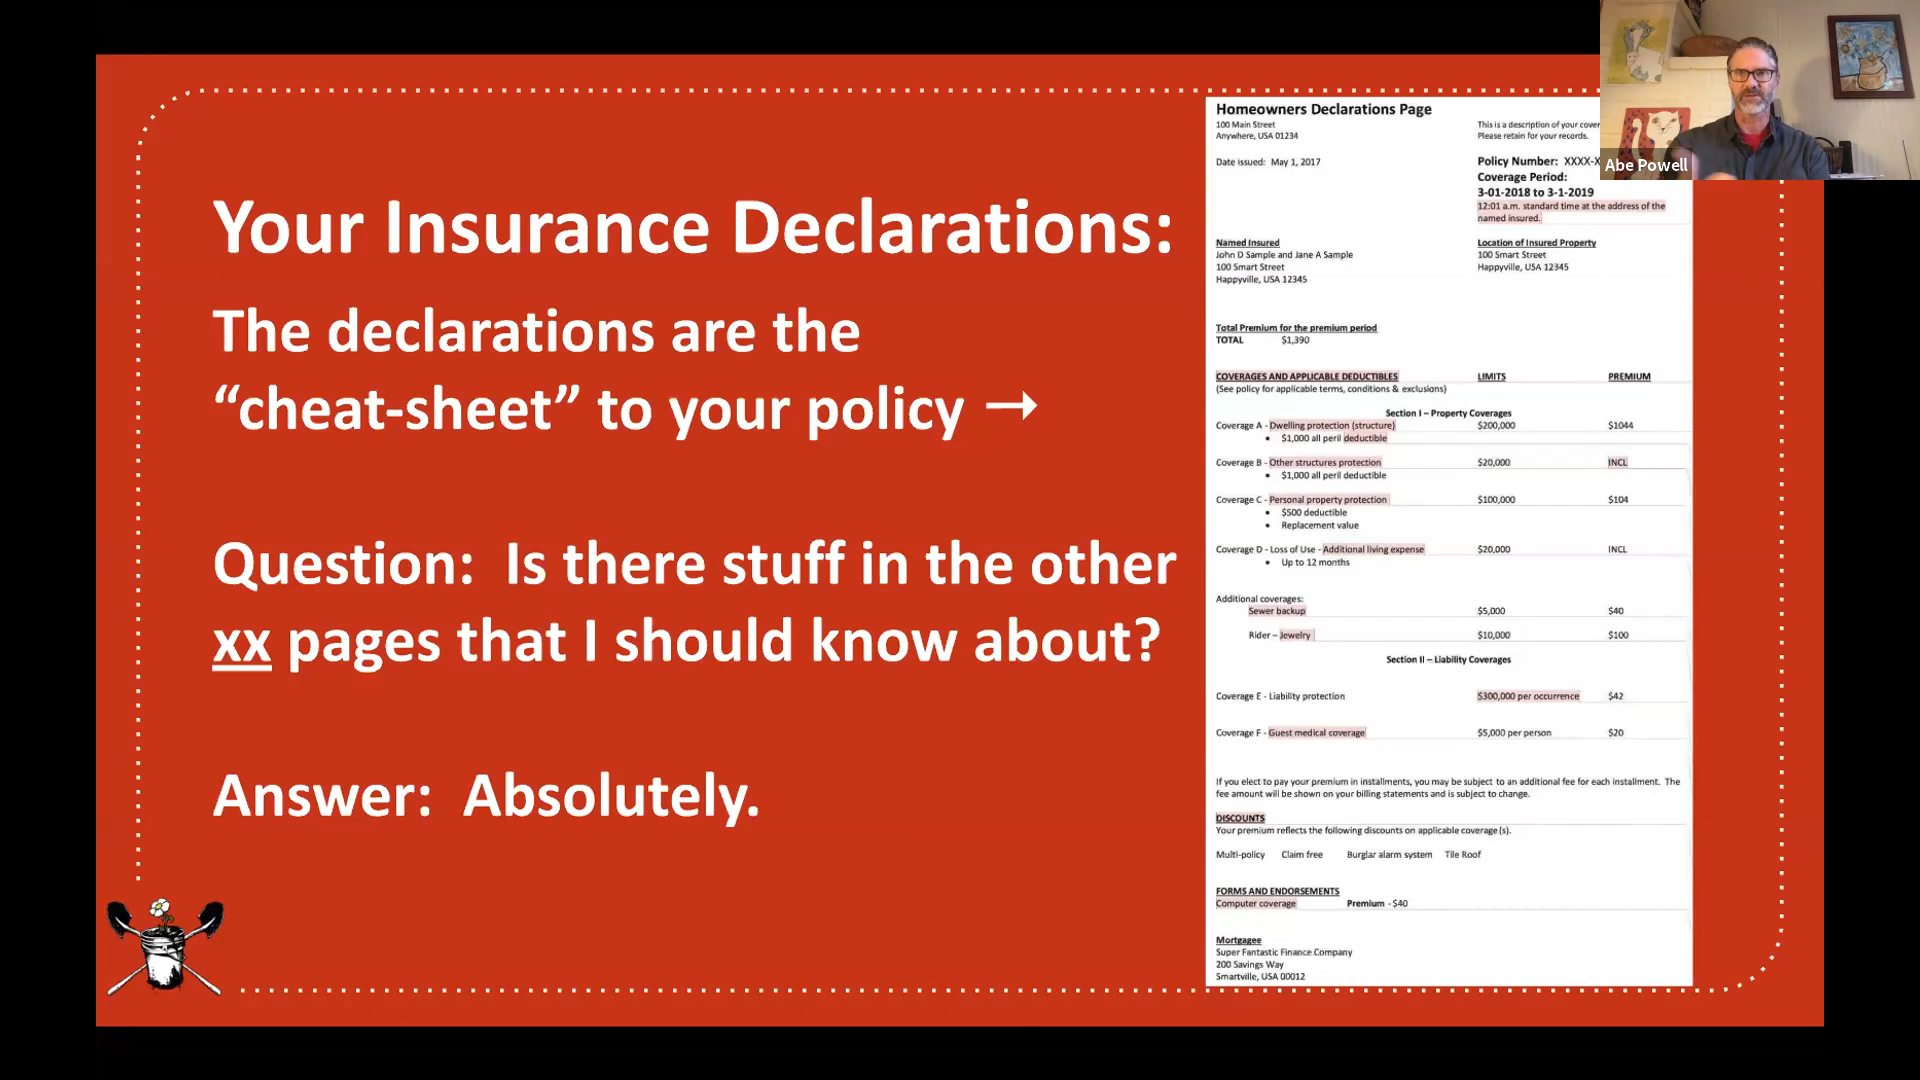 Your Insurance Declarations:
The declarations are the
“cheat-sheet” to your policy →
Question: Is there stuff in the other
xx pages that I should know about?
Answer: Absolutely.
Homeowners Declarations Page
100 Main Street
Anywhere, USA 01234
This is a description of your
Please retain for your records.
Date issued: May 1, 2017
Policy Number: XXXX-X
Coverage Period:
3-01-2018 to 3-1-2019
12:01 a.m. standard time at the address of the
named insured.
Named Insured
John D Sample and Jane A Sample
100 Smart Street
Happyville, USA 12345
Location of Insured Property
100 Smart Street
Happyville, USA 12345
Total Premium for the premium period
TOTAL $1,390
COVERAGES AND APPLICABLE DEDUCTIBLES LIMITS PREMIUM
(See policy for applicable terms, conditions & exclusions)
Section I – Property Coverages
Coverage A - Dwelling protection (structure) $200,000 $1044
• $1,000 all peril deductible
Coverage B - Other structures protection $20,000 INCL
• $1,000 all peril deductible
Coverage C - Personal property protection $100,000 $104
• $500 deductible
• Replacement value
Coverage D - Loss of Use - Additional living expense $20,000 INCL
• Up to 12 months
Additional coverages:
Sewer backup $5,000 $40
Rider – Jewelry $10,000 $100
Section II – Liability Coverages
Coverage E - Liability protection $300,000 per occurrence $42
Coverage F - Guest medical coverage $5,000 per person $20
If you elect to pay your premium in installments, you may be subject to an additional fee for each installment. The
fee amount will be shown on your billing statements and is subject to change.
DISCOUNTS
Your premium reflects the following discounts on applicable coverage(s).
Multi-policy Claim free Burglar alarm system Tile Roof
FORMS AND ENDORSEMENTS
Computer coverage Premium - $40
Mortgagee
Super Fantastic Finance Company
200 Savings Way
Smartville, USA 00012
Abe Powell